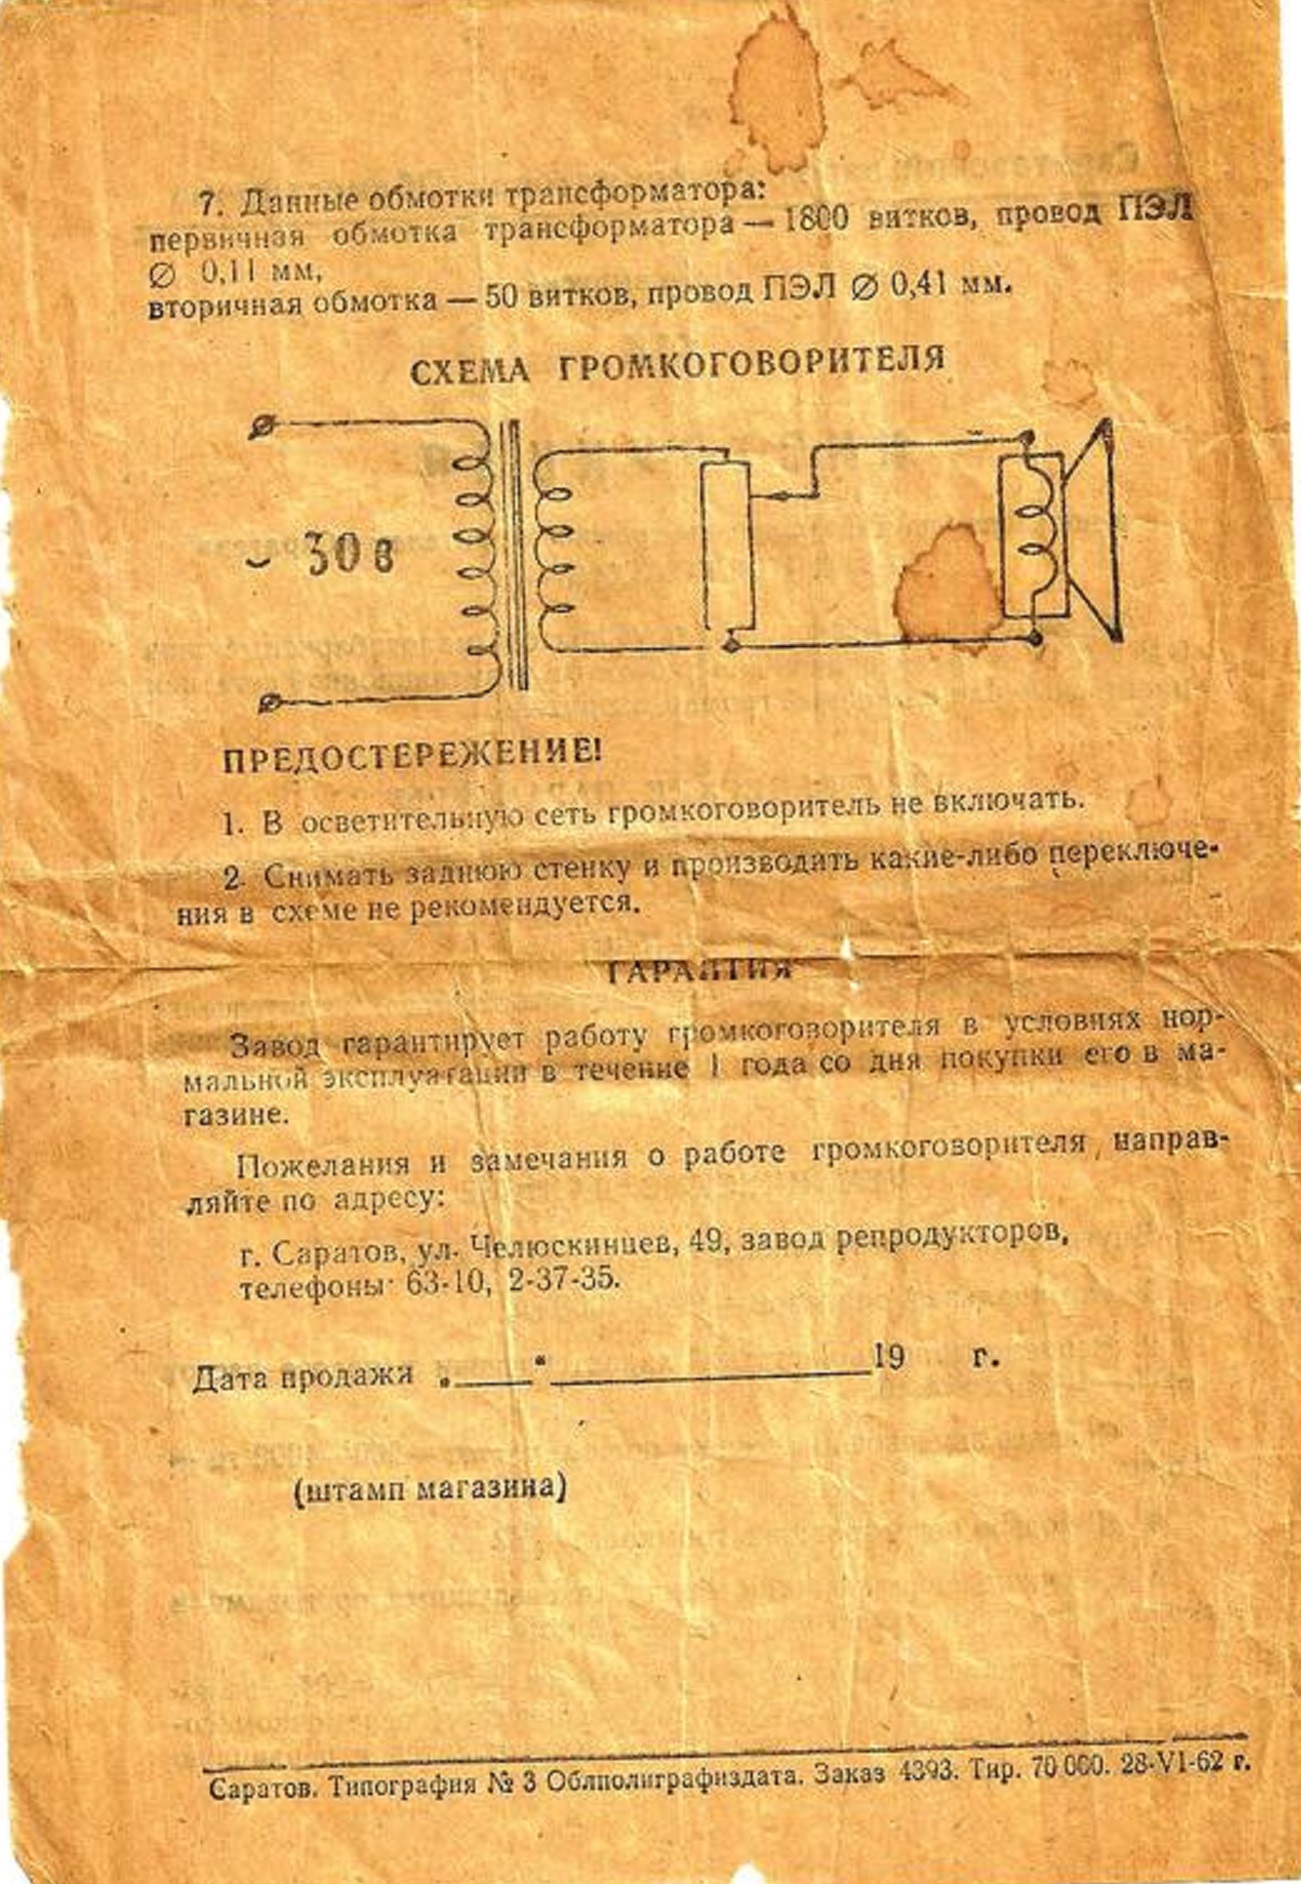 7. Данные обмотки трансформатора:
первичная обмотка трансформатора — 1800 витков, провод ПЭЛ
∅ 0,11 мм,
вторичная обмотка — 50 витков, провод ПЭЛ ∅ 0,41 мм.
СХЕМА ГРОМКОГОВОРИТЕЛЯ
~ 30 в
ПРЕДОСТЕРЕЖЕНИЕ!
1. В осветительную сеть громкоговоритель не включать.
2. Снимать заднюю стенку и производить какие-либо переключе-
ния в схеме не рекомендуется.
ГАРАНТИЯ
Завод гарантирует работу громкоговорителя в условиях нор-
мальной эксплуатации в течение 1 года со дня покупки его в ма-
газине.
Пожелания и замечания о работе громкоговорителя, направ-
ляйте по адресу:
г. Саратов, ул. Челюскинцев, 49, завод репродукторов,
телефоны: 63-10, 2-37-35.
Дата продажи „____“ ______________ 19 г.
(штамп магазина)
Саратов. Типография № 3 Облполиграфиздата. Заказ 4393. Тир. 70 000. 28-VI-62 г.